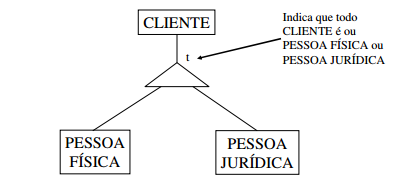 CLIENTE
Indica que todo
CLIENTE é ou
PESSOA FÍSICA ou
PESSOA JURÍDICA
t
PESSOA
FÍSICA
PESSOA
JURÍDICA